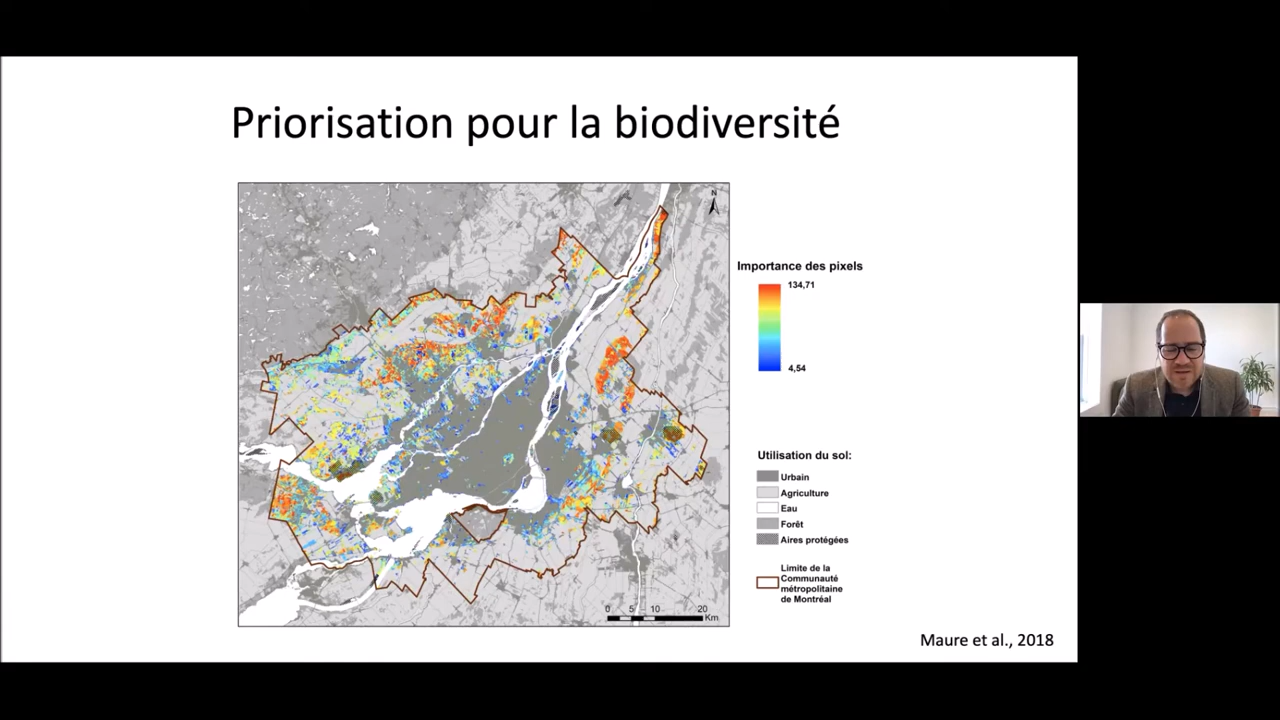 Priorisation pour la biodiversité
N
Importance des pixels
134,71
4,54
Utilisation du sol:
Urbain
Agriculture
Eau
Forêt
Aires protégées
Limite de la
Communauté
métropolitaine
de Montréal
0 5 10 20
Km
Maure et al., 2018